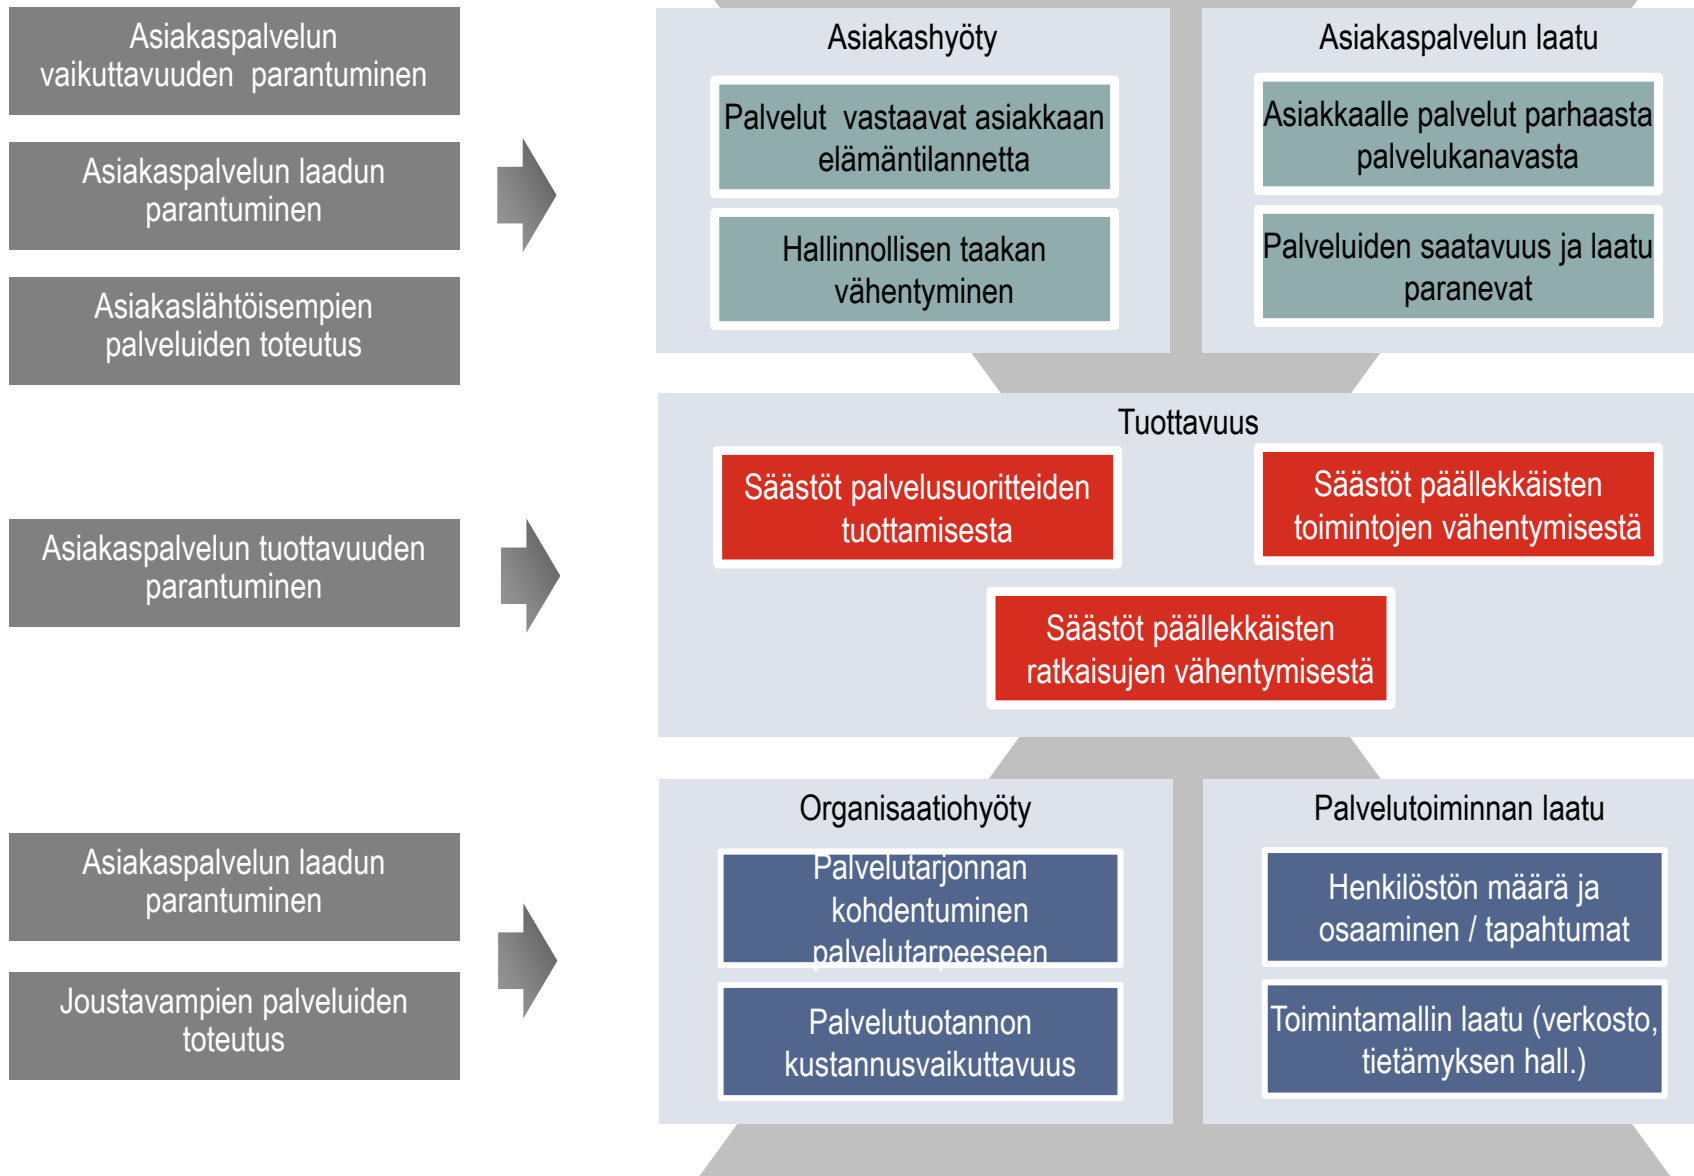 Asiakaspalvelun
vaikuttavuuden parantuminen
Asiakaspalvelun laadun
parantuminen
Asiakaslähtöisempien
palveluiden toteutus
Asiakashyöty
Palvelut vastaavat asiakkaan
elämäntilannetta
Hallinnollisen taakan
vähentyminen
Asiakaspalvelun laatu
Asiakkaalle palvelut parhaasta
palvelukanavasta
Palveluiden saatavuus ja laatu
paranevat
Asiakaspalvelun tuottavuuden
parantuminen
Tuottavuus
Säästöt palvelusuoritteiden
tuottamisesta
Säästöt päällekkäisten
toimintojen vähentymisestä
Säästöt päällekkäisten
ratkaisujen vähentymisestä
Asiakaspalvelun laadun
parantuminen
Joustavampien palveluiden
toteutus
Organisaatiohyöty
Palvelutarjonnan
kohdentuminen
palvelutarpeeseen
Palvelutuotannon
kustannusvaikuttavuus
Palvelutoiminnan laatu
Henkilöstön määrä ja
osaaminen / tapahtumat
Toimintamallin laatu (verkosto,
tietämyksen hall.)